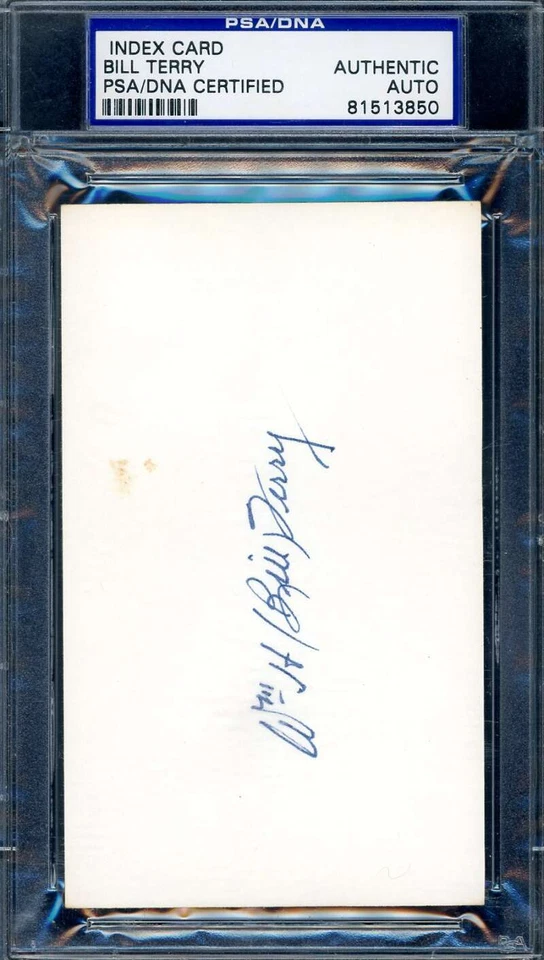 PSA/DNA
INDEX CARD
BILL TERRY
PSA/DNA CERTIFIED
AUTHENTIC
AUTO
81513850
Wm H (Bill) Terry